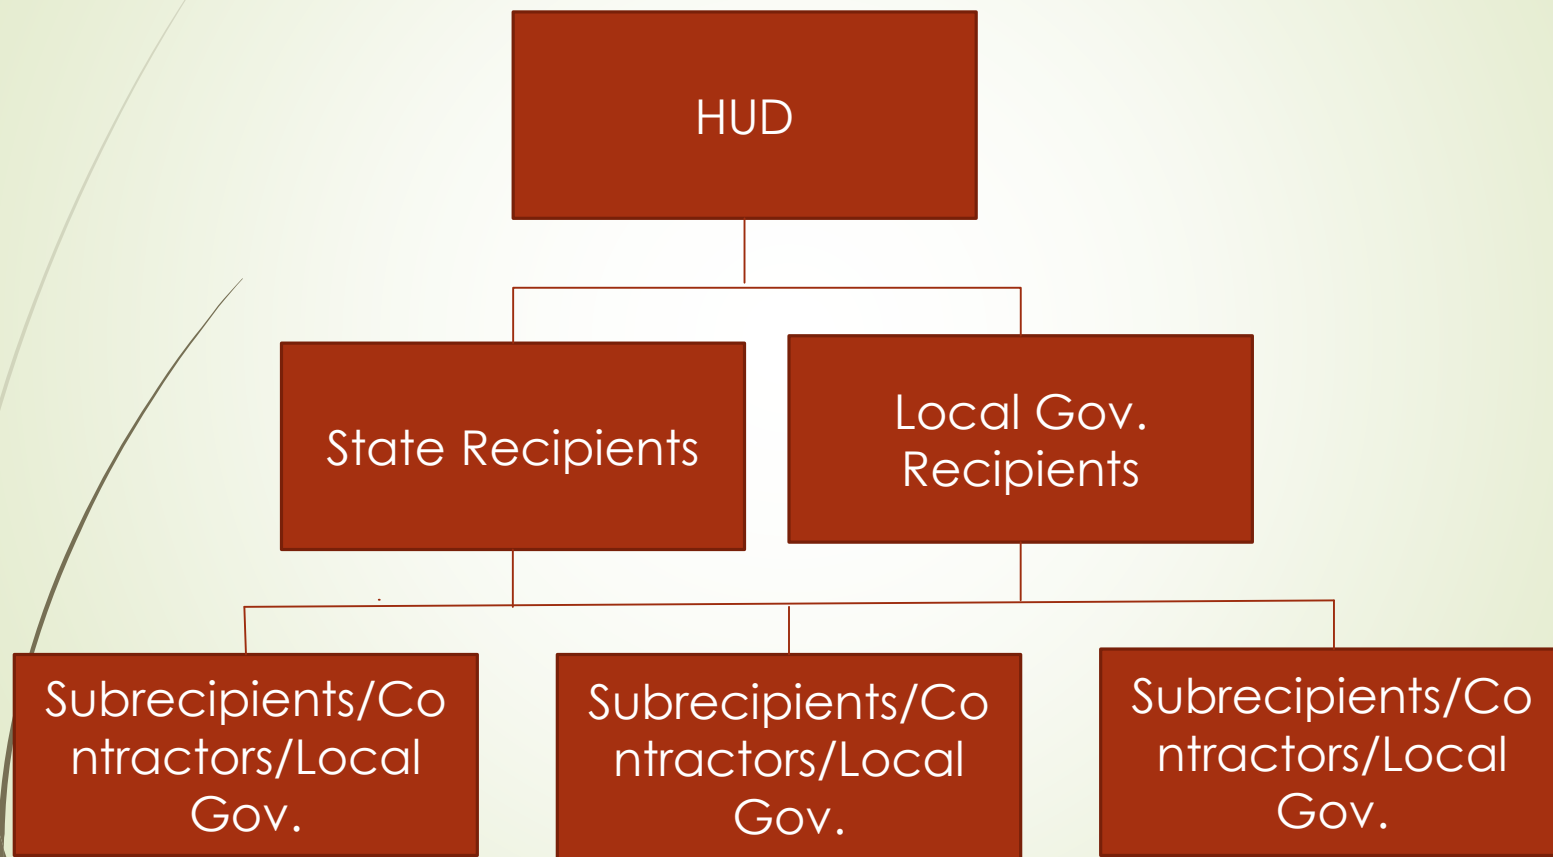 HUD
State Recipients
Local Gov.
Recipients
Subrecipients/Co
ntractors/Local
Gov.
Subrecipients/Co
ntractors/Local
Gov.
Subrecipients/Co
ntractors/Local
Gov.